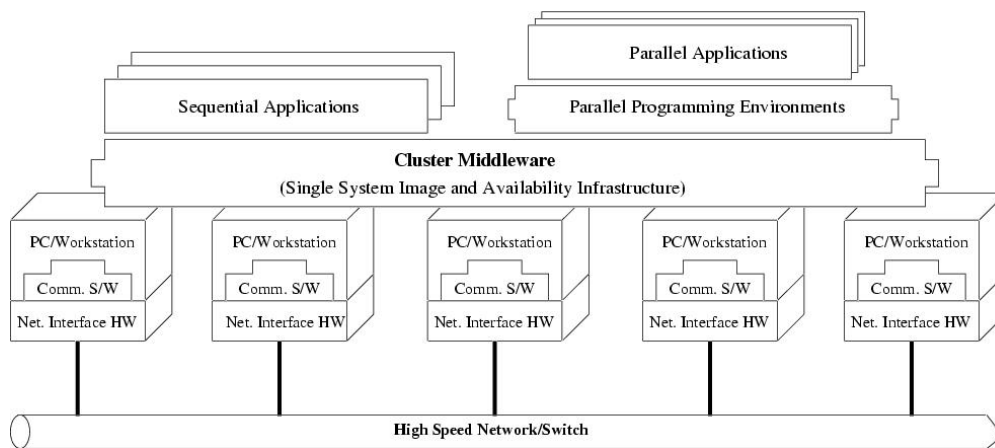 Parallel Applications
Sequential Applications
Parallel Programming Environments
Cluster Middleware
(Single System Image and Availability Infrastructure)
PC/Workstation
PC/Workstation
PC/Workstation
PC/Workstation
PC/Workstation
Comm. S/W
Comm. S/W
Comm. S/W
Comm. S/W
Comm. S/W
Net. Interface HW
Net. Interface HW
Net. Interface HW
Net. Interface HW
Net. Interface HW
High Speed Network/Switch